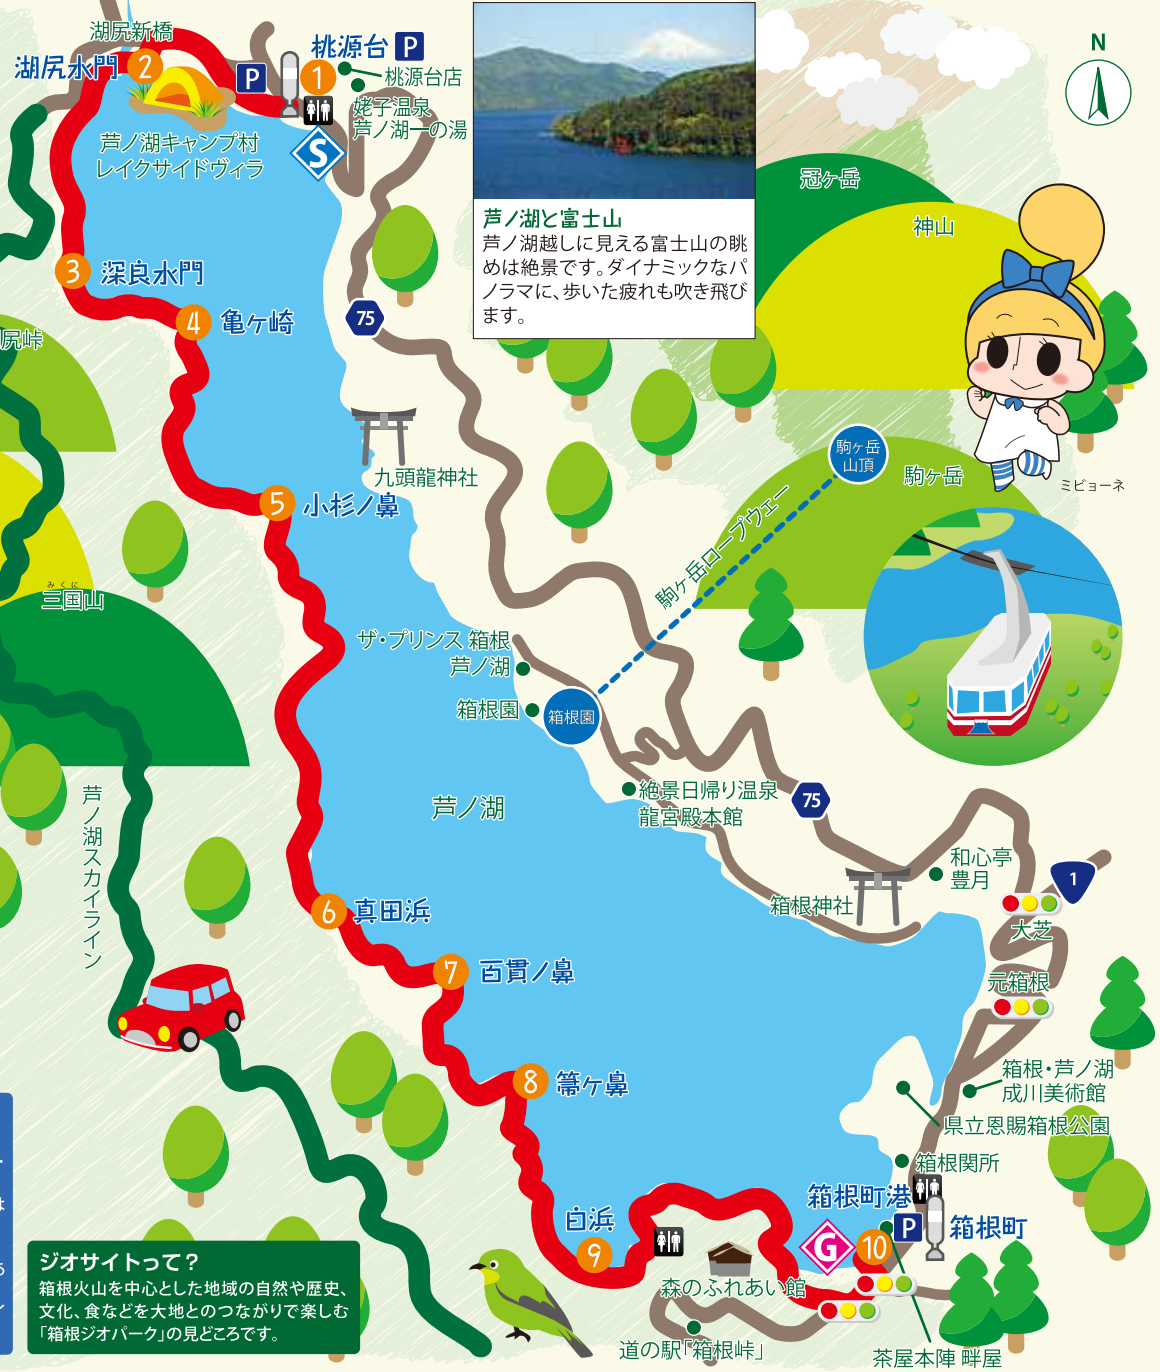 湖尻新橋
湖尻水門
2
P
1
桃源台
P
桃源台店
姥子温泉
芦ノ湖一の湯
S
芦ノ湖キャンプ村
レイクサイドヴィラ
芦ノ湖と富士山
芦ノ湖越しに見える富士山の眺
めは絶景です。ダイナミックなパ
ノラマに、歩いた疲れも吹き飛び
ます。
N
冠ヶ岳
神山
3
深良水門
4
亀ヶ崎
75
尻峠
九頭龍神社
5
小杉ノ鼻
駒ヶ岳
山頂
駒ヶ岳
ミビョーネ
駒ヶ岳ロープウェー
みくに
三国山
ザ・プリンス 箱根
芦ノ湖
箱根園
箱根園
絶景日帰り温泉
龍宮殿本館
75
芦ノ湖
芦ノ湖スカイライン
和心亭
豊月
1
箱根神社
大芝
元箱根
6
真田浜
7
百貫ノ鼻
8
箒ヶ鼻
箱根・芦ノ湖
成川美術館
県立恩賜箱根公園
箱根関所
箱根町港
P
箱根町
白浜
9
G
10
森のふれあい館
道の駅「箱根峠」
茶屋本陣 畔屋
は
ジオサイトって？
箱根火山を中心とした地域の自然や歴史、
文化、食などを大地とのつながりで楽しむ
「箱根ジオパーク」の見どころです。